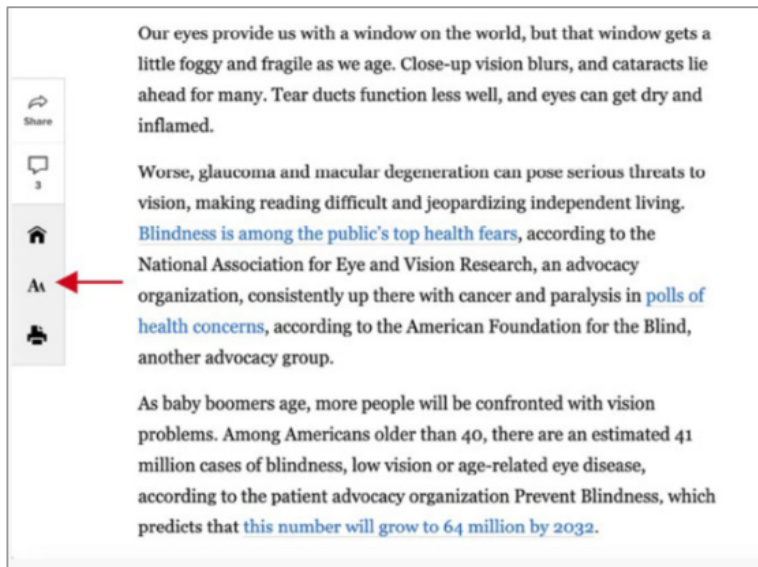 Our eyes provide us with a window on the world, but that window gets a
little foggy and fragile as we age. Close-up vision blurs, and cataracts lie
ahead for many. Tear ducts function less well, and eyes can get dry and
inflamed.
Share
3
Worse, glaucoma and macular degeneration can pose serious threats to
vision, making reading difficult and jeopardizing independent living.
Blindness is among the public's top health fears, according to the
National Association for Eye and Vision Research, an advocacy
organization, consistently up there with cancer and paralysis in polls of
health concerns, according to the American Foundation for the Blind,
another advocacy group.
AA
As baby boomers age, more people will be confronted with vision
problems. Among Americans older than 40, there are an estimated 41
million cases of blindness, low vision or age-related eye disease,
according to the patient advocacy organization Prevent Blindness, which
predicts that this number will grow to 64 million by 2032.